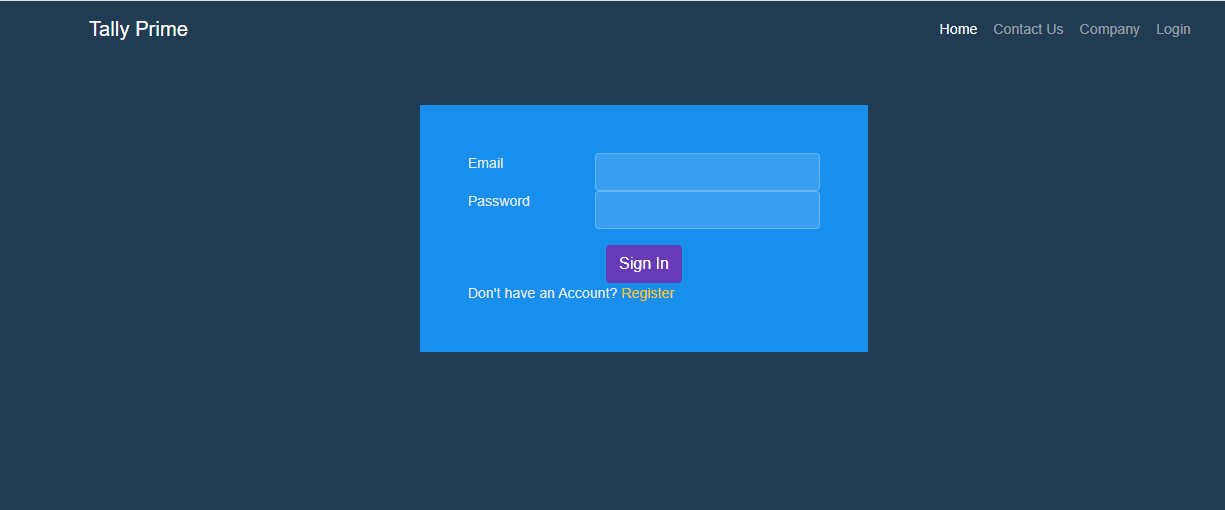 Tally Prime
Home Contact Us Company Login
Email
Password
Sign In
Don't have an Account? Register